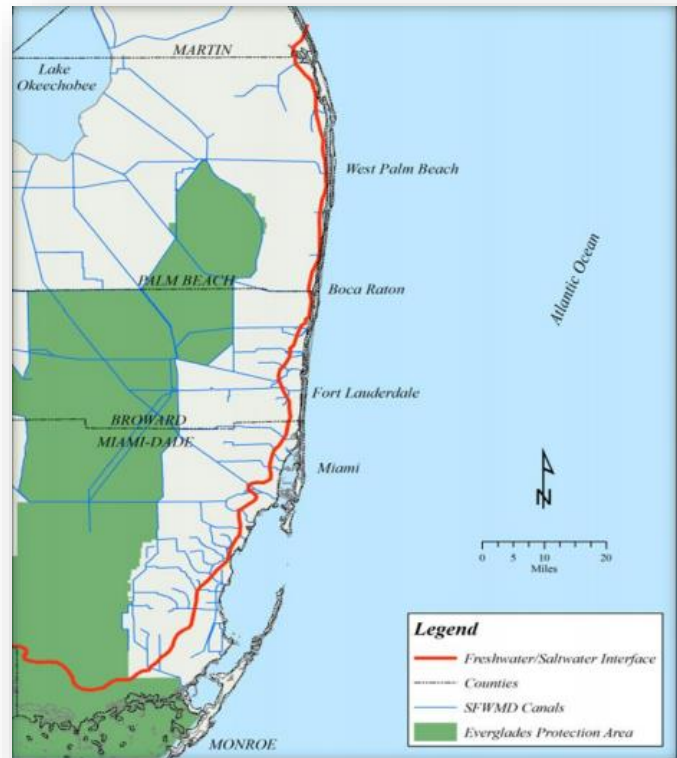 MARTIN
Lake
Okeechobee
West Palm Beach
PALM BEACH
Boca Raton
Atlantic Ocean
Fort Lauderdale
BROWARD
MIAMI-DADE
Miami
N
0 5 10 20
Miles
Legend
Freshwater/Saltwater Interface
Counties
SFWMD Canals
Everglades Protection Area
MONROE